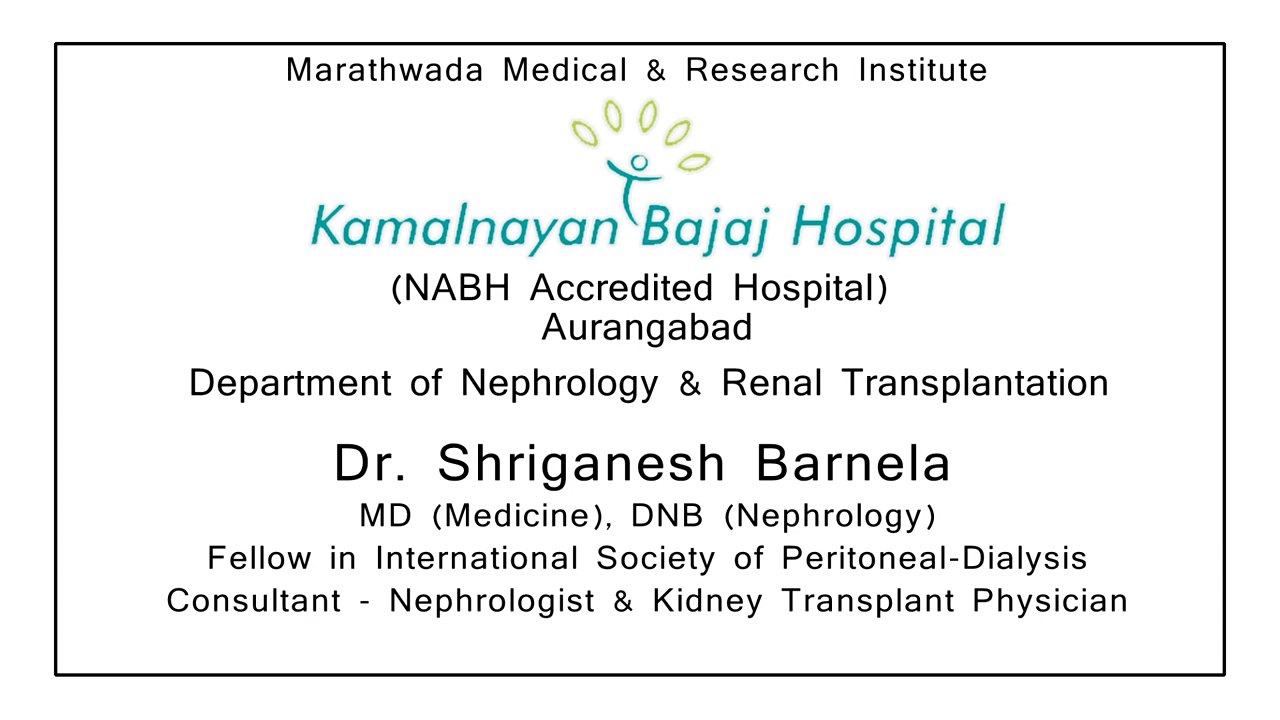 Marathwada Medical & Research Institute
Kamalnayan Bajaj Hospital
(NABH Accredited Hospital)
Aurangabad
Department of Nephrology & Renal Transplantation
Dr. Shriganesh Barnela
MD (Medicine), DNB (Nephrology)
Fellow in International Society of Peritoneal-Dialysis
Consultant - Nephrologist & Kidney Transplant Physician